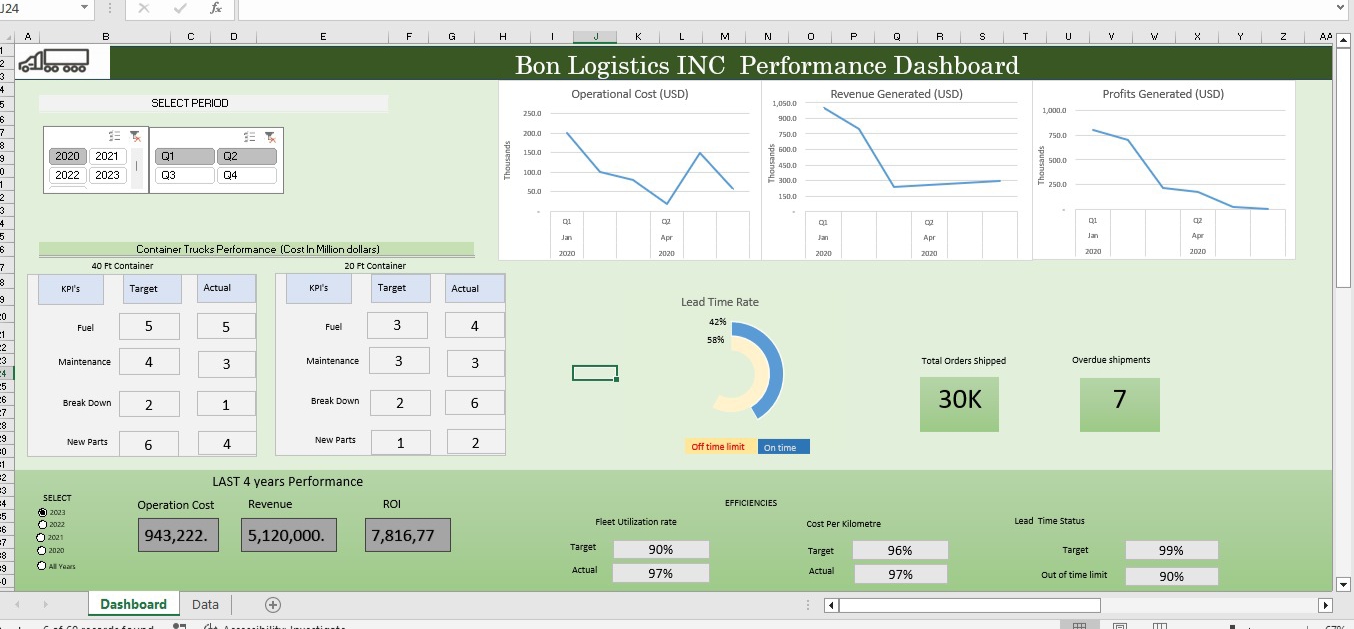 J24
fx
A B C D E F G H I J K L M N O P Q R S T U V W X Y Z AA
Bon Logistics INC Performance Dashboard
SELECT PERIOD
2020 2021
2022 2023
Q1 Q2
Q3 Q4
Operational Cost (USD)
Thousands
250.0
200.0
150.0
100.0
50.0
-
Q1 Q2
Jan Apr
2020 2020
Revenue Generated (USD)
Thousands
1,050.0
900.0
750.0
600.0
450.0
300.0
150.0
-
Q1 Q2
Jan Apr
2020 2020
Profits Generated (USD)
Thousands
1,000.0
750.0
500.0
250.0
-
Q1 Q2
Jan Apr
2020 2020
Container Trucks Performance (Cost In Million dollars)
40 Ft Container
KPI's Target Actual
Fuel 5 5
Maintenance 4 3
Break Down 2 1
New Parts 6 4
20 Ft Container
KPI's Target Actual
Fuel 3 4
Maintenance 3 3
Break Down 2 6
New Parts 1 2
Lead Time Rate
42%
58%
Off time limit On time
Total Orders Shipped
30K
Overdue shipments
7
LAST 4 years Performance
SELECT
2023
2022
2021
2020
All Years
Operation Cost Revenue ROI
943,222. 5,120,000. 7,816,77
EFFICIENCIES
Fleet Utilization rate
Target 90%
Actual 97%
Cost Per Kilometre
Target 96%
Actual 97%
Lead Time Status
Target 99%
Out of time limit 90%
Dashboard Data
6 of 60 records found
Accessibility: Investigate
67%